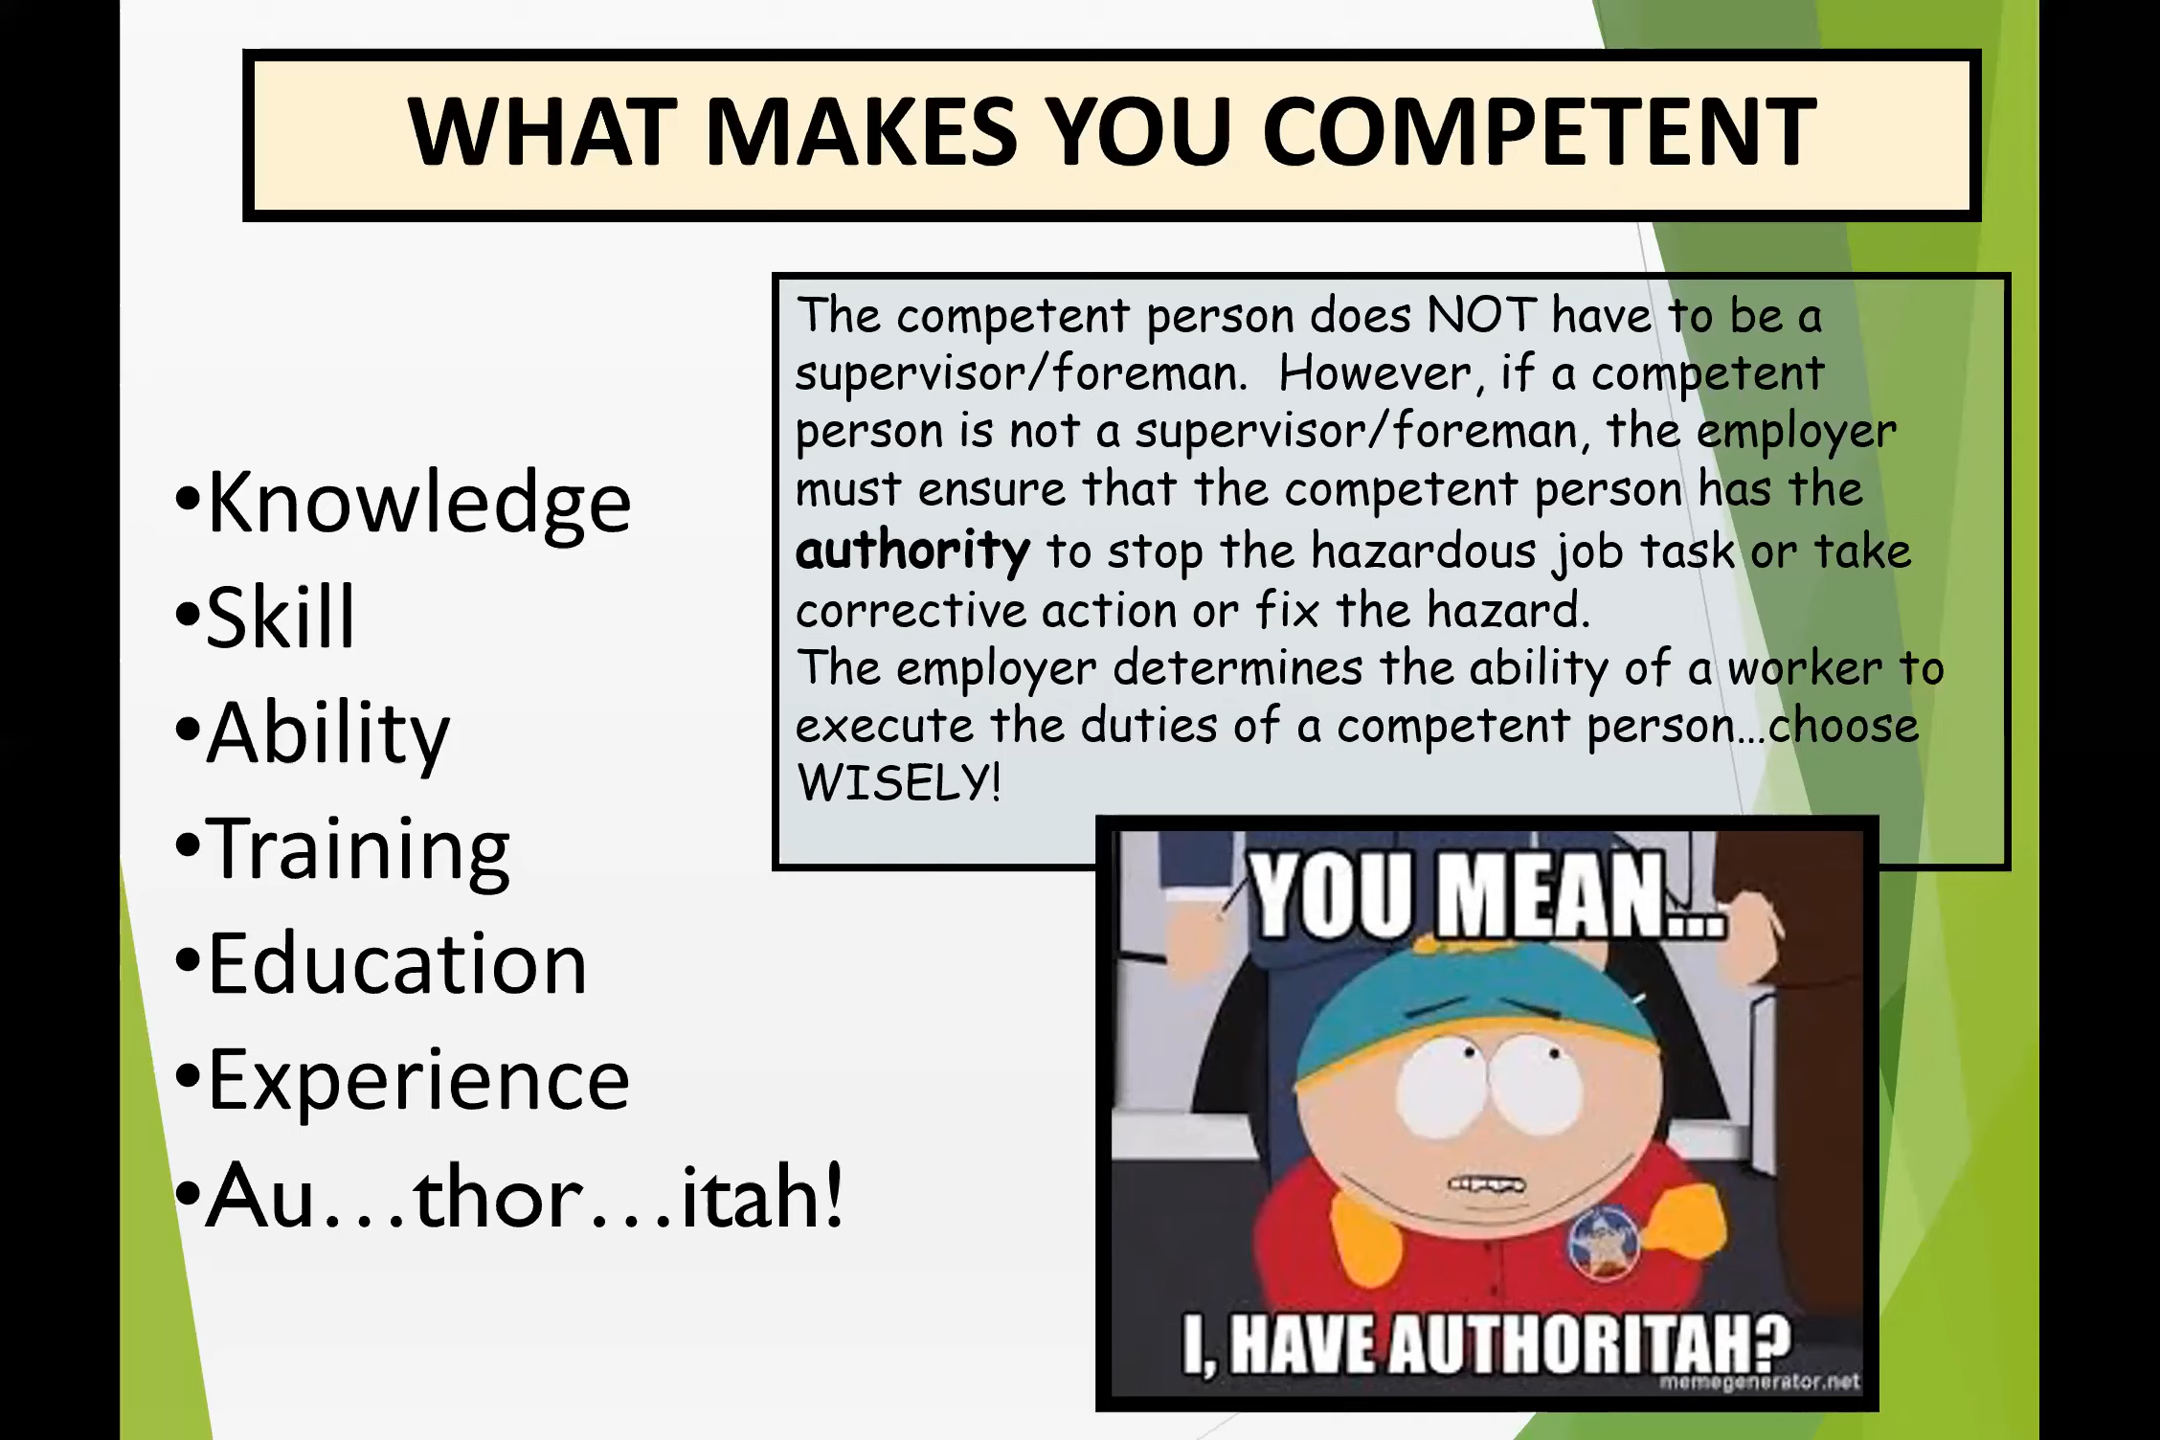 WHAT MAKES YOU COMPETENT
•Knowledge
•Skill
•Ability
•Training
•Education
•Experience
•Au...thor...itah!
The competent person does NOT have to be a
supervisor/foreman.  However, if a competent
person is not a supervisor/foreman, the employer
must ensure that the competent person has the
authority to stop the hazardous job task or take
corrective action or fix the hazard.
The employer determines the ability of a worker to
execute the duties of a competent person...choose
WISELY!
YOU MEAN...
I, HAVE AUTHORITAH?
memegenerator.net